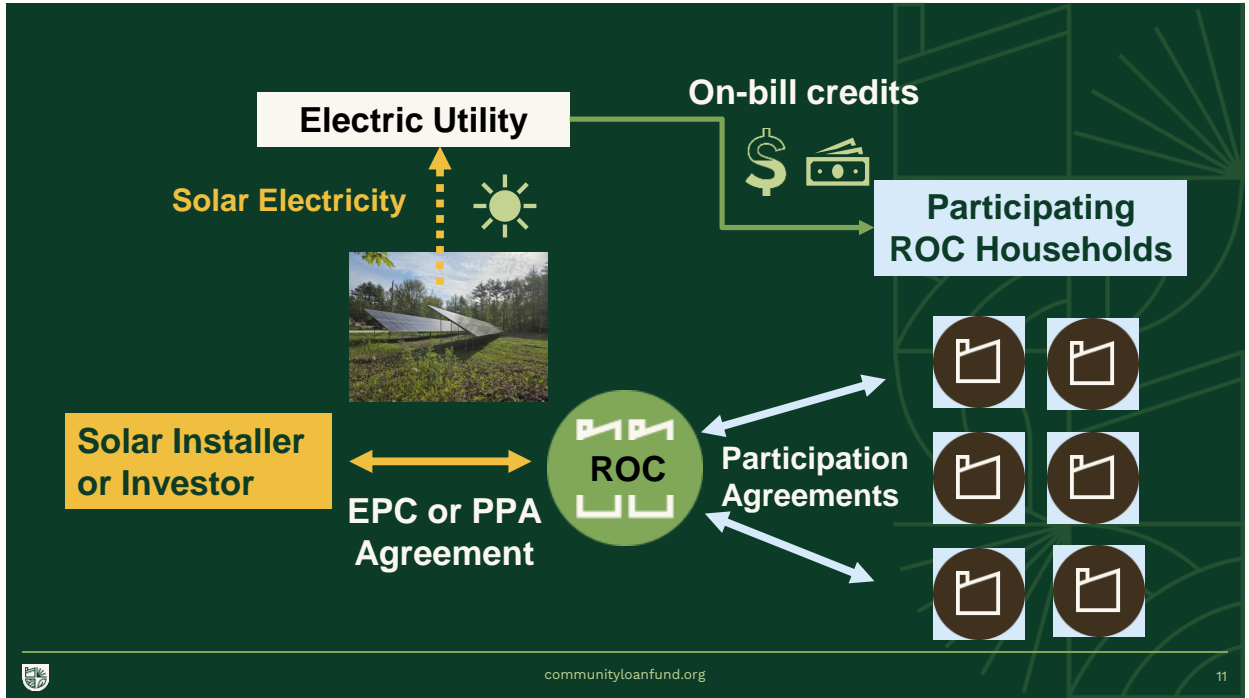 On-bill credits
Electric Utility
Solar Electricity
Participating
ROC Households
Solar Installer
or Investor
EPC or PPA
Agreement
ROC
Participation
Agreements
communityloanfund.org
11